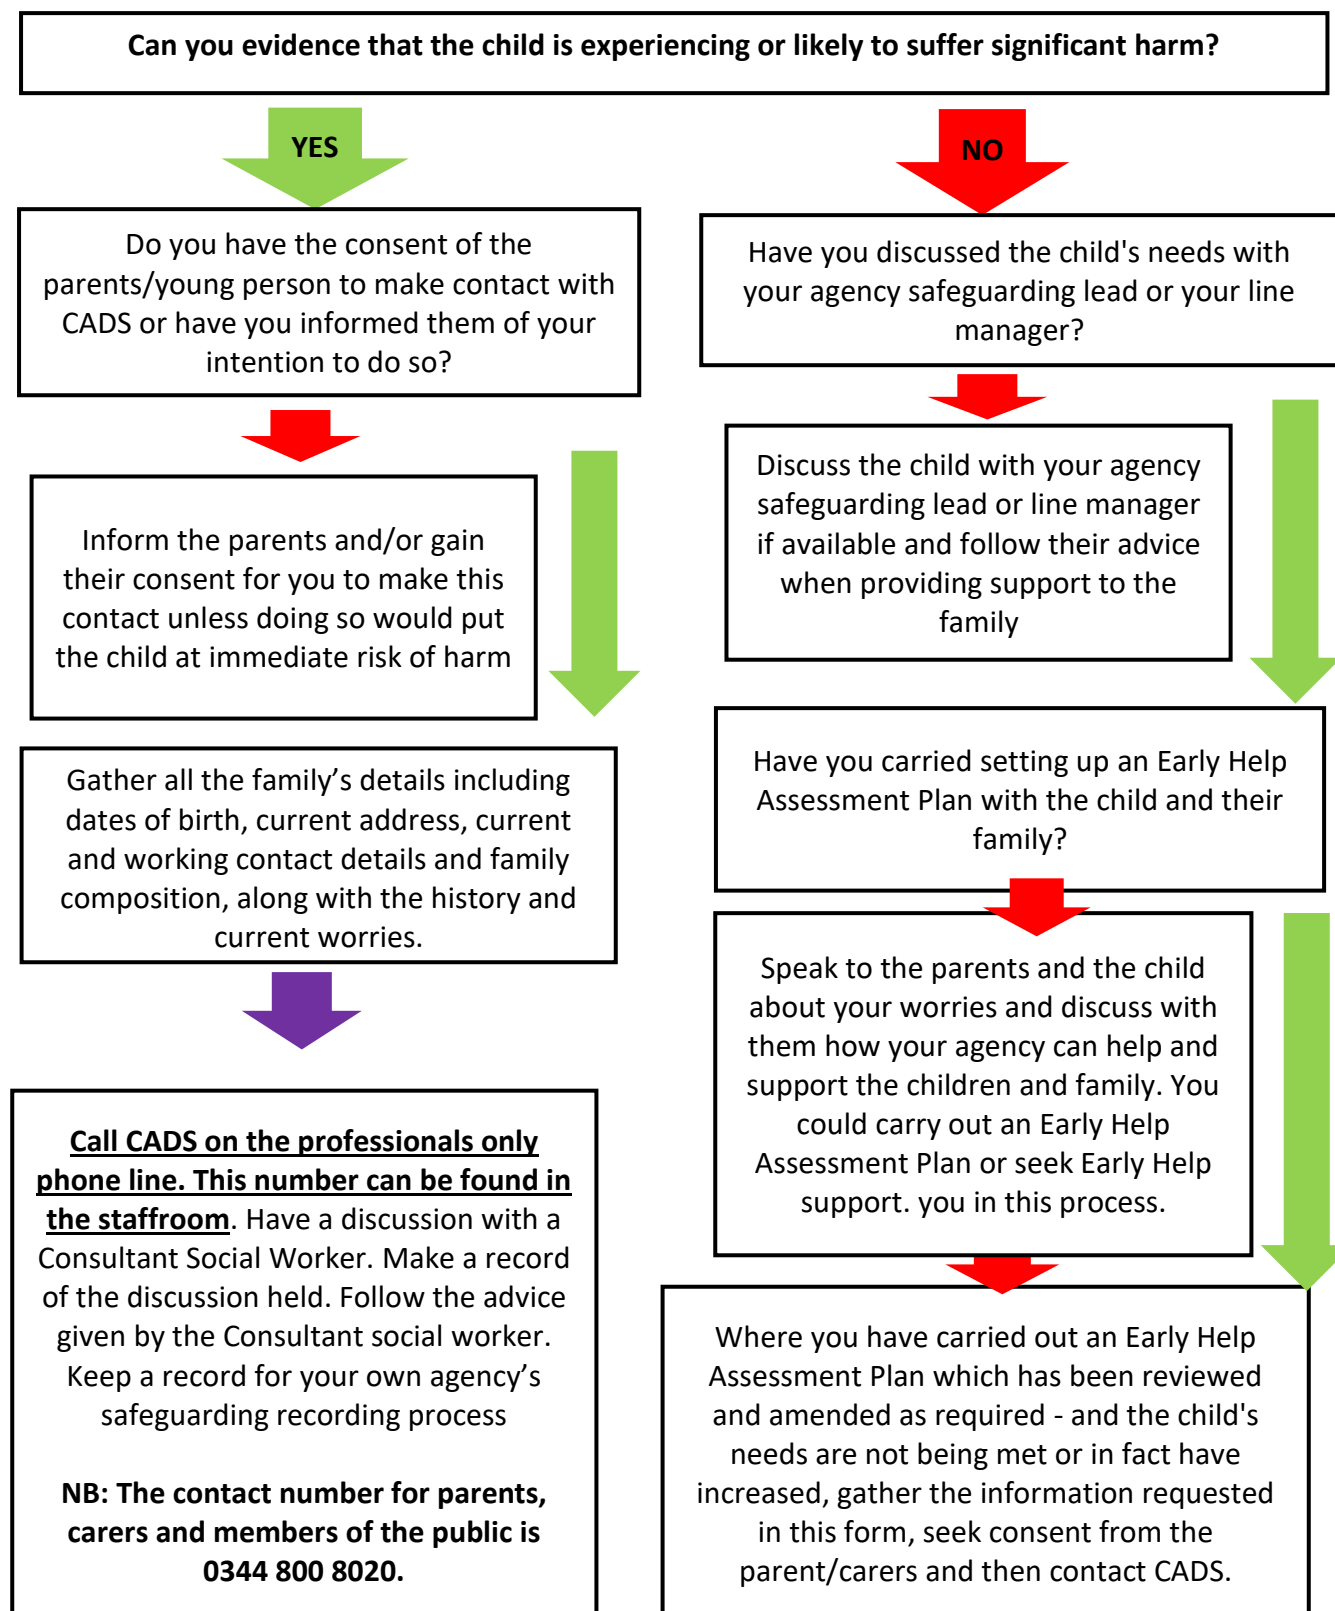 Can you evidence that the child is experiencing or likely to suffer significant harm?
YES
NO
Do you have the consent of the
parents/young person to make contact with
CADS or have you informed them of your
intention to do so?
Inform the parents and/or gain
their consent for you to make this
contact unless doing so would put
the child at immediate risk of harm
Gather all the family’s details including
dates of birth, current address, current
and working contact details and family
composition, along with the history and
current worries.
Call CADS on the professionals only
phone line. This number can be found in
the staffroom. Have a discussion with a
Consultant Social Worker. Make a record
of the discussion held. Follow the advice
given by the Consultant social worker.
Keep a record for your own agency’s
safeguarding recording process
NB: The contact number for parents,
carers and members of the public is
0344 800 8020.
Have you discussed the child's needs with
your agency safeguarding lead or your line
manager?
Discuss the child with your agency
safeguarding lead or line manager
if available and follow their advice
when providing support to the
family
Have you carried setting up an Early Help
Assessment Plan with the child and their
family?
Speak to the parents and the child
about your worries and discuss with
them how your agency can help and
support the children and family. You
could carry out an Early Help
Assessment Plan or seek Early Help
support. you in this process.
Where you have carried out an Early Help
Assessment Plan which has been reviewed
and amended as required - and the child's
needs are not being met or in fact have
increased, gather the information requested
in this form, seek consent from the
parent/carers and then contact CADS.